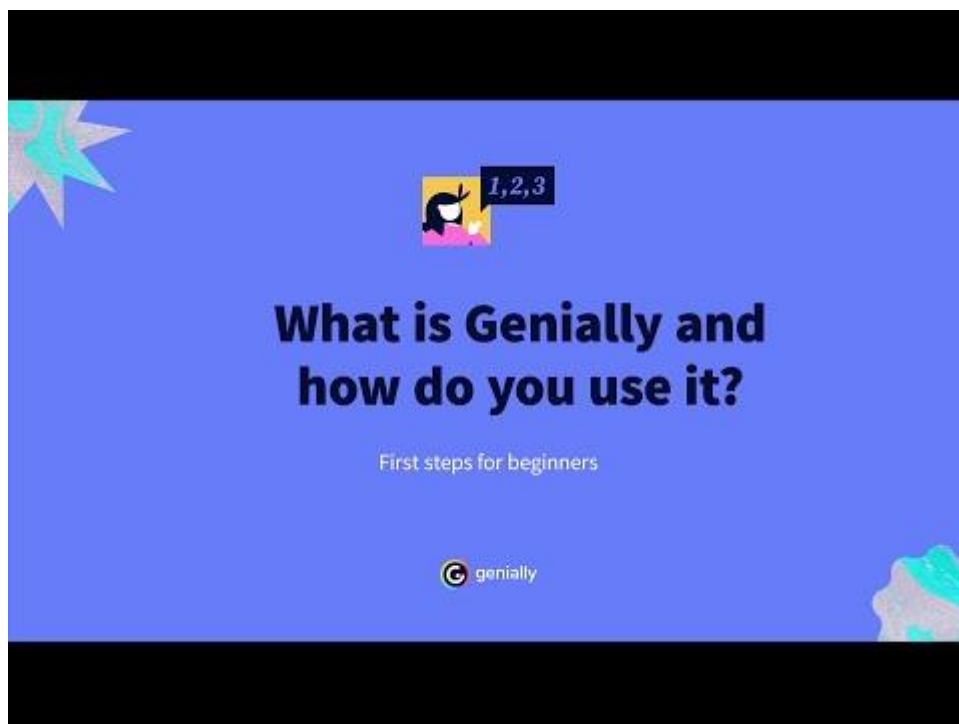 1,2,3
What is Genially and
how do you use it?
First steps for beginners
G genially